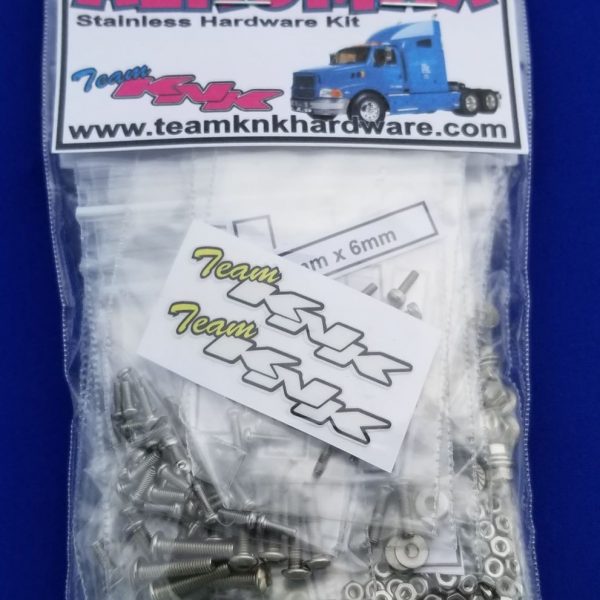 Stainless Hardware Kit
Team KNK
www.teamknkhardware.com
x 6mm
Team KNK
Team KNK